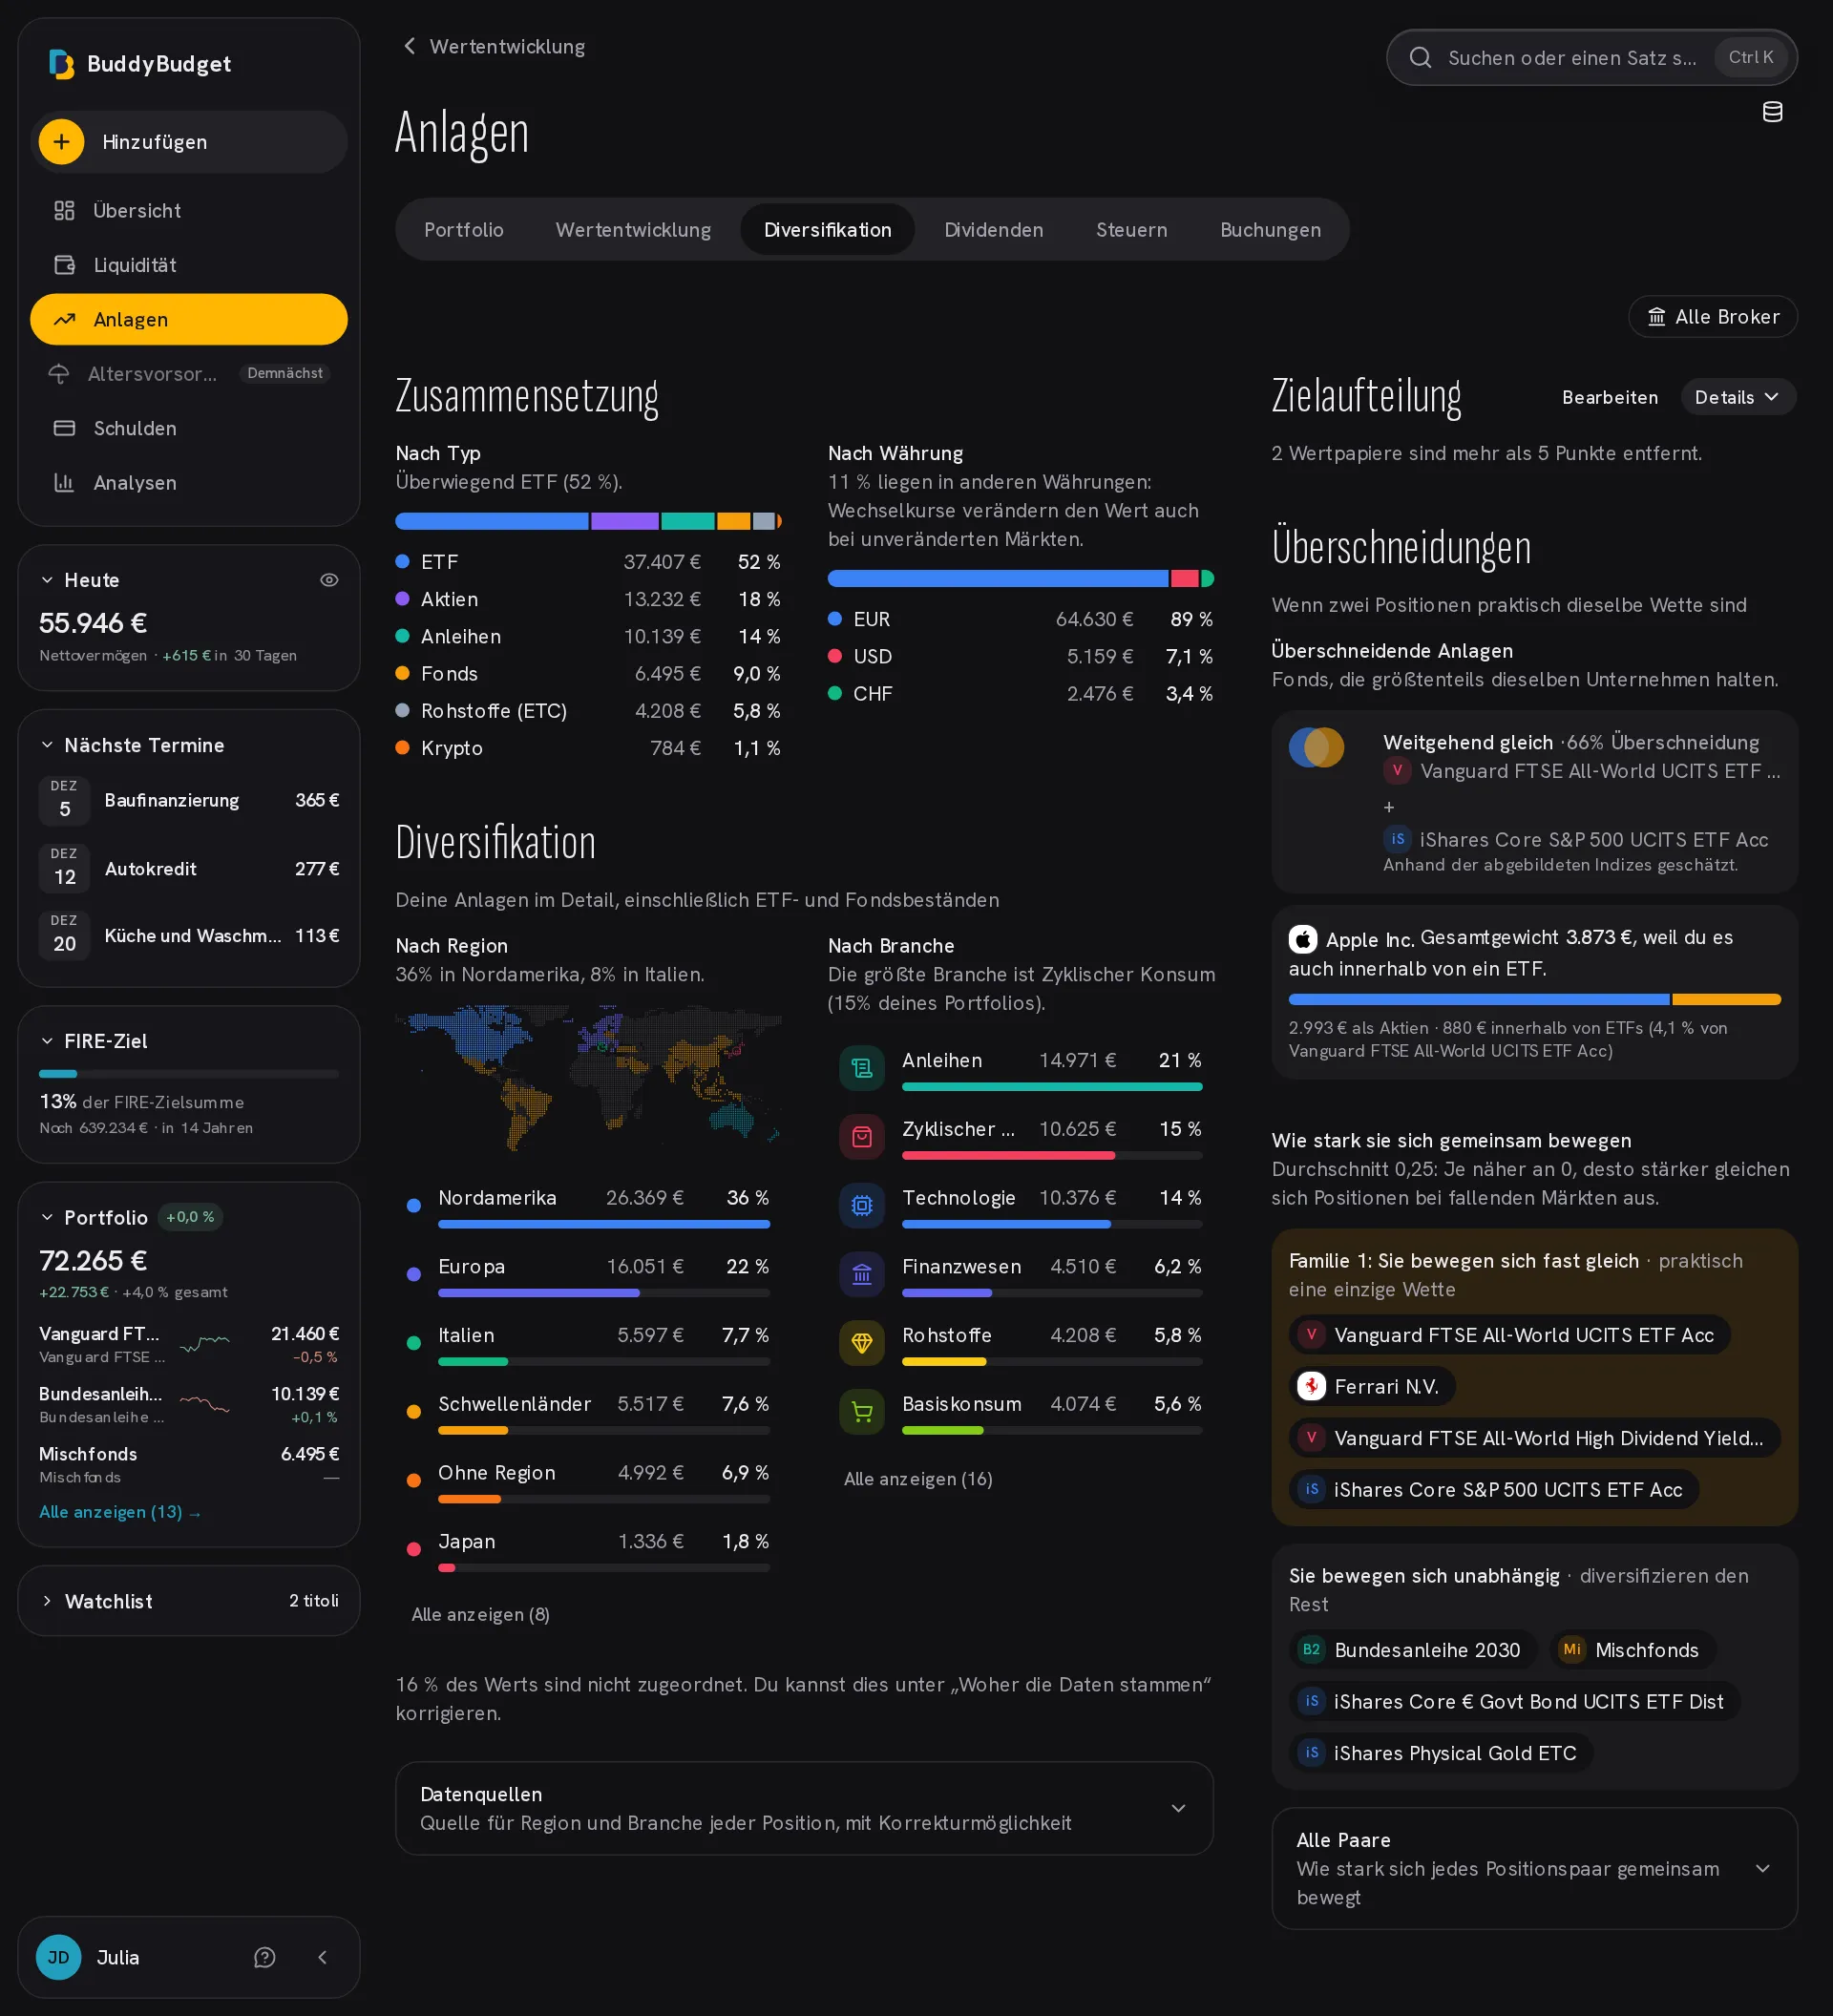 BuddyBudget
Hinzufügen
Übersicht
Liquidität
Anlagen
Altersvorsor... Demnächst
Schulden
Analysen
Heute
55.946 €
Nettovermögen · +615 € in 30 Tagen
Nächste Termine
DEZ
5
Baufinanzierung 365 €
DEZ
12
Autokredit 277 €
DEZ
20
Küche und Waschm... 113 €
FIRE-Ziel
13% der FIRE-Zielsumme
Noch 639.234 € · in 14 Jahren
Portfolio +0,0 %
72.265 €
+22.753 € · +4,0 % gesamt
Vanguard FT... 21.460 €
Vanguard FTSE ... −0,5 %
Bundesanleih... 10.139 €
Bundesanleihe ... +0,1 %
Mischfonds 6.495 €
Mischfonds —
Alle anzeigen (13) →
Watchlist 2 titoli
JD Julia
Wertentwicklung
Suchen oder einen Satz s... Ctrl K
Anlagen
Portfolio Wertentwicklung Diversifikation Dividenden Steuern Buchungen
Alle Broker
Zusammensetzung
Nach Typ
Überwiegend ETF (52 %).
ETF 37.407 € 52 %
Aktien 13.232 € 18 %
Anleihen 10.139 € 14 %
Fonds 6.495 € 9,0 %
Rohstoffe (ETC) 4.208 € 5,8 %
Krypto 784 € 1,1 %
Nach Währung
11 % liegen in anderen Währungen:
Wechselkurse verändern den Wert auch
bei unveränderten Märkten.
EUR 64.630 € 89 %
USD 5.159 € 7,1 %
CHF 2.476 € 3,4 %
Diversifikation
Deine Anlagen im Detail, einschließlich ETF- und Fondsbeständen
Nach Region
36% in Nordamerika, 8% in Italien.
Nordamerika 26.369 € 36 %
Europa 16.051 € 22 %
Italien 5.597 € 7,7 %
Schwellenländer 5.517 € 7,6 %
Ohne Region 4.992 € 6,9 %
Japan 1.336 € 1,8 %
Alle anzeigen (8)
Nach Branche
Die größte Branche ist Zyklischer Konsum
(15% deines Portfolios).
Anleihen 14.971 € 21 %
Zyklischer ... 10.625 € 15 %
Technologie 10.376 € 14 %
Finanzwesen 4.510 € 6,2 %
Rohstoffe 4.208 € 5,8 %
Basiskonsum 4.074 € 5,6 %
Alle anzeigen (16)
16 % des Werts sind nicht zugeordnet. Du kannst dies unter „Woher die Daten stammen“
korrigieren.
Datenquellen
Quelle für Region und Branche jeder Position, mit Korrekturmöglichkeit
Zielaufteilung Bearbeiten Details
2 Wertpapiere sind mehr als 5 Punkte entfernt.
Überschneidungen
Wenn zwei Positionen praktisch dieselbe Wette sind
Überschneidende Anlagen
Fonds, die größtenteils dieselben Unternehmen halten.
Weitgehend gleich · 66% Überschneidung
V Vanguard FTSE All-World UCITS ETF ...
+
iS iShares Core S&P 500 UCITS ETF Acc
Anhand der abgebildeten Indizes geschätzt.
Apple Inc. Gesamtgewicht 3.873 €, weil du es
auch innerhalb von ein ETF.
2.993 € als Aktien · 880 € innerhalb von ETFs (4,1 % von
Vanguard FTSE All-World UCITS ETF Acc)
Wie stark sie sich gemeinsam bewegen
Durchschnitt 0,25: Je näher an 0, desto stärker gleichen
sich Positionen bei fallenden Märkten aus.
Familie 1: Sie bewegen sich fast gleich · praktisch
eine einzige Wette
V Vanguard FTSE All-World UCITS ETF Acc
Ferrari N.V.
V Vanguard FTSE All-World High Dividend Yield...
iS iShares Core S&P 500 UCITS ETF Acc
Sie bewegen sich unabhängig · diversifizieren den
Rest
B2 Bundesanleihe 2030 Mi Mischfonds
iS iShares Core € Govt Bond UCITS ETF Dist
iS iShares Physical Gold ETC
Alle Paare
Wie stark sich jedes Positionspaar gemeinsam
bewegt